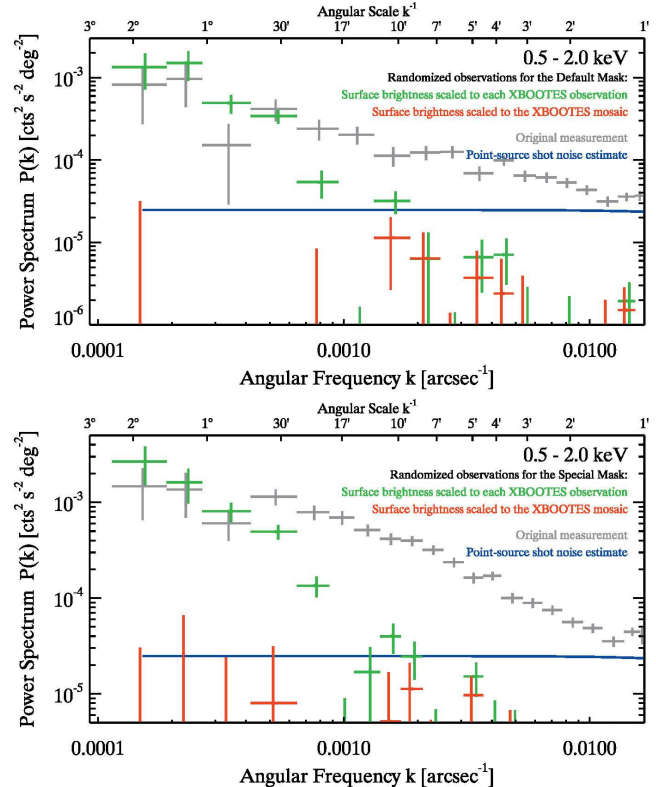 Angular Scale k⁻¹
3° 2° 1° 30' 17' 10' 7' 5' 4' 3' 2' 1'
0.5 - 2.0 keV
Randomized observations for the Default Mask:
Surface brightness scaled to each XBOOTES observation
Surface brightness scaled to the XBOOTES mosaic
Original measurement
Point-source shot noise estimate
Power Spectrum P(k) [cts² s⁻² deg⁻²]
10⁻³
10⁻⁴
10⁻⁵
10⁻⁶
0.0001 0.0010 0.0100
Angular Frequency k [arcsec⁻¹]
Angular Scale k⁻¹
3° 2° 1° 30' 17' 10' 7' 5' 4' 3' 2' 1'
0.5 - 2.0 keV
Randomized observations for the Special Mask:
Surface brightness scaled to each XBOOTES observation
Surface brightness scaled to the XBOOTES mosaic
Original measurement
Point-source shot noise estimate
Power Spectrum P(k) [cts² s⁻² deg⁻²]
10⁻³
10⁻⁴
10⁻⁵
0.0001 0.0010 0.0100
Angular Frequency k [arcsec⁻¹]